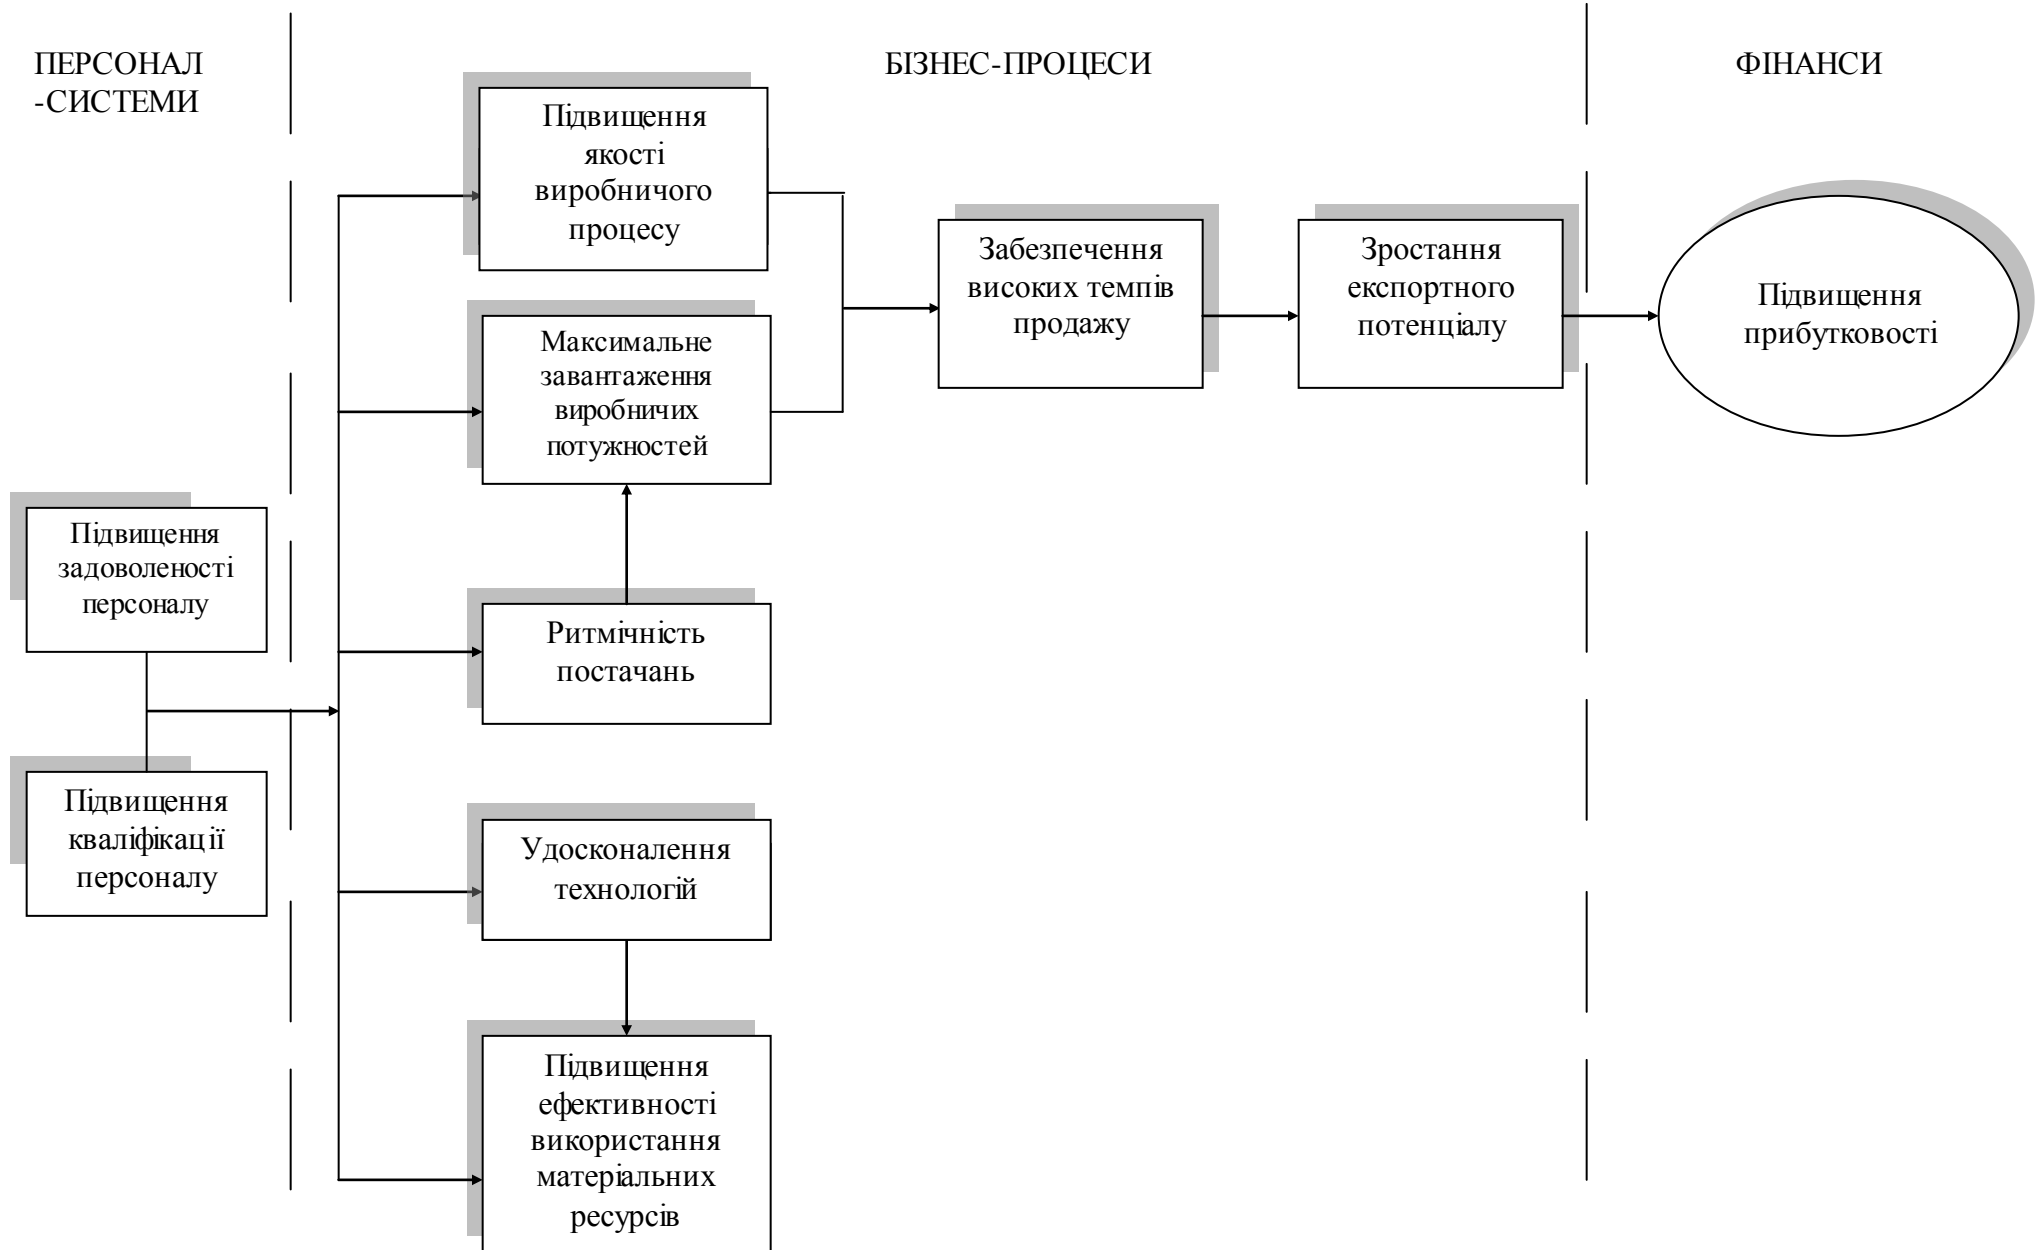 ПЕРСОНАЛ
-СИСТЕМИ
БІЗНЕС-ПРОЦЕСИ
ФІНАНСИ
Підвищення
якості
виробничого
процесу
Максимальне
завантаження
виробничих
потужностей
Забезпечення
високих темпів
продажу
Зростання
експортного
потенціалу
Підвищення
прибутковості
Підвищення
задоволеності
персоналу
Ритмічність
постачань
Підвищення
кваліфікації
персоналу
Удосконалення
технологій
Підвищення
ефективності
використання
матеріальних
ресурсів